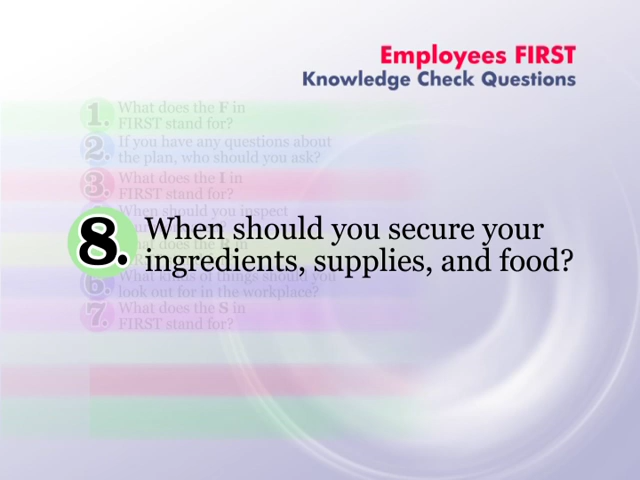 Employees FIRST
Knowledge Check Questions
1. What does the F in
FIRST stand for?
2. If you have any questions about
the plan, who should you ask?
3. What does the I in
FIRST stand for?
When should you inspect
8. When should you secure your
ingredients, supplies, and food?
6. What kinds of things should you
look out for in the workplace?
7. What does the S in
FIRST stand for?